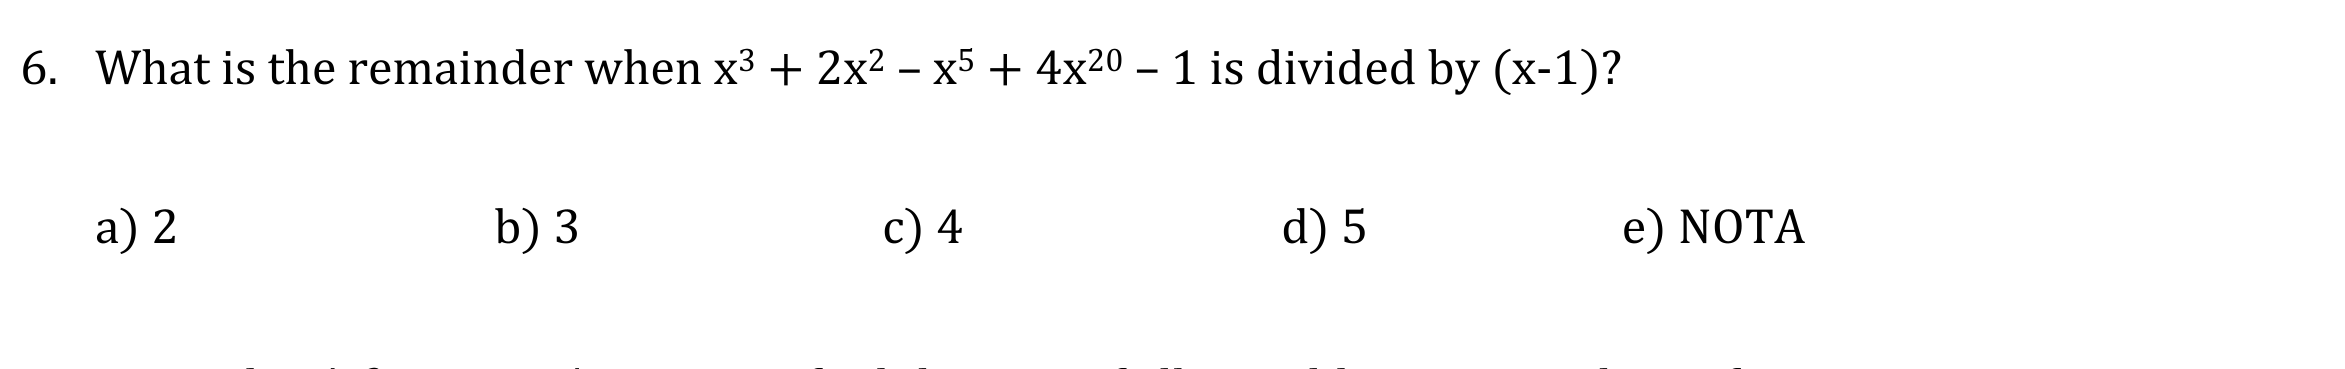 6. What is the remainder when x³ + 2x² – x⁵ + 4x²⁰ – 1 is divided by (x-1)?
a) 2 b) 3 c) 4 d) 5 e) NOTA